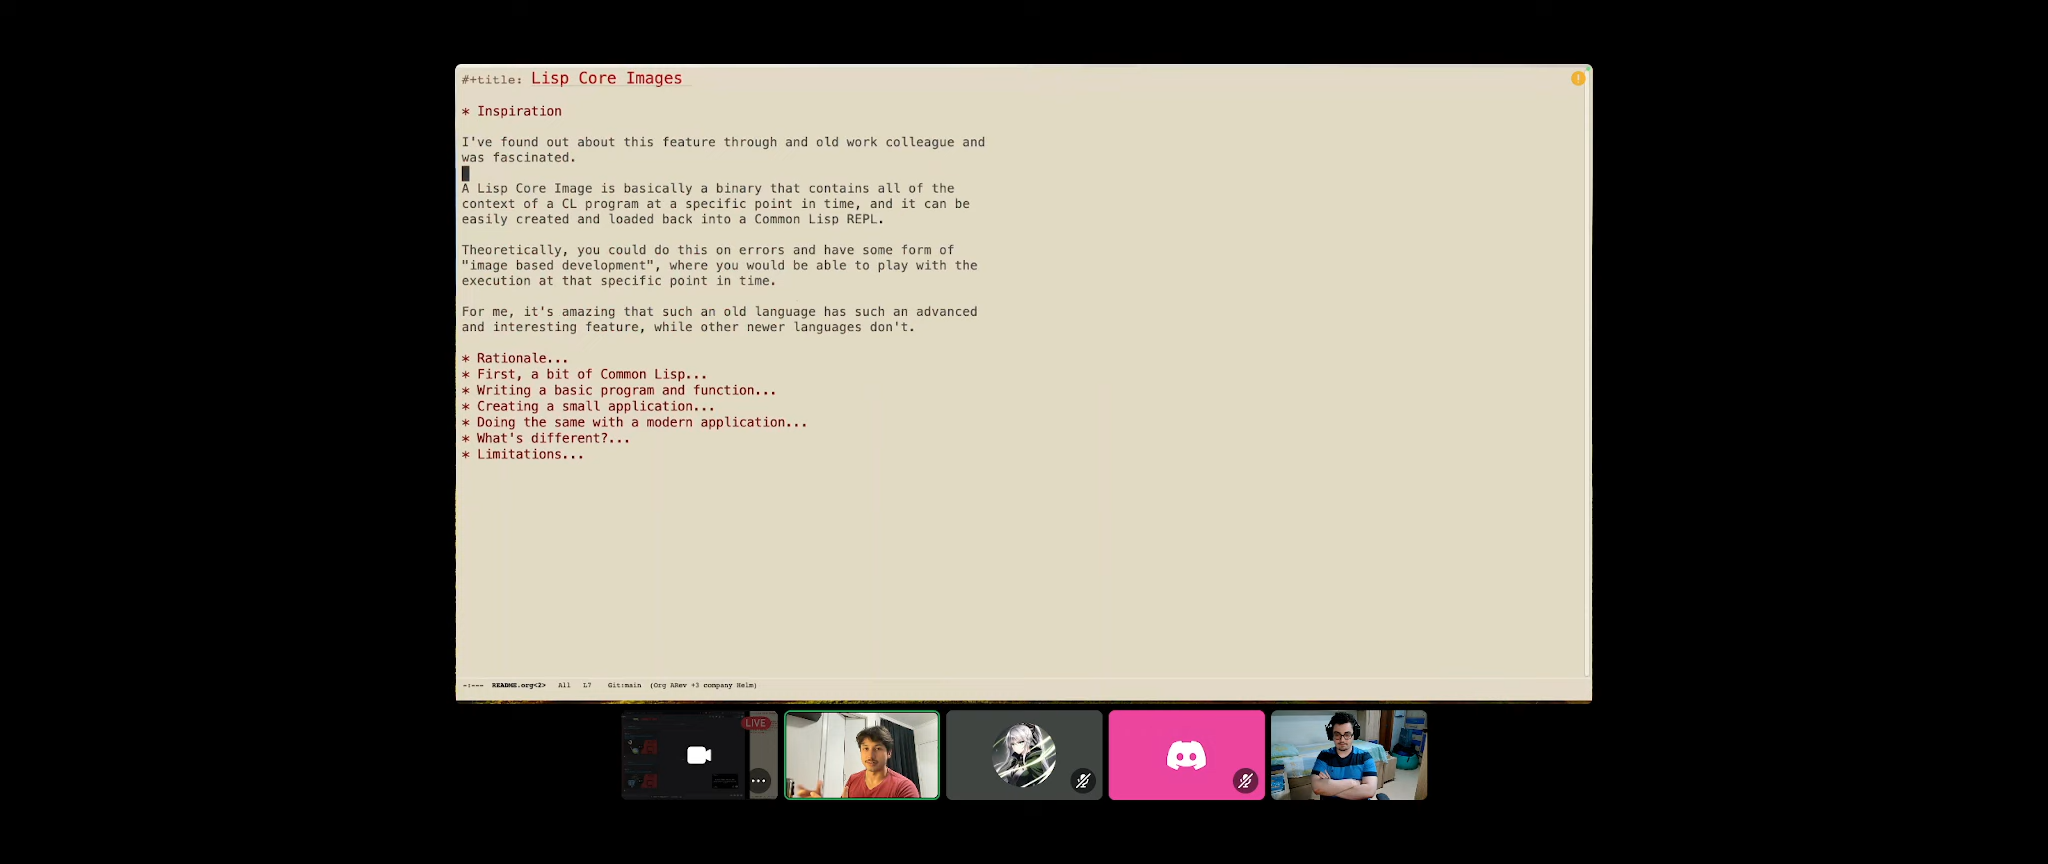 #+title: Lisp Core Images
* Inspiration
I've found out about this feature through and old work colleague and
was fascinated.
A Lisp Core Image is basically a binary that contains all of the
context of a CL program at a specific point in time, and it can be
easily created and loaded back into a Common Lisp REPL.
Theoretically, you could do this on errors and have some form of
"image based development", where you would be able to play with the
execution at that specific point in time.
For me, it's amazing that such an old language has such an advanced
and interesting feature, while other newer languages don't.
* Rationale...
* First, a bit of Common Lisp...
* Writing a basic program and function...
* Creating a small application...
* Doing the same with a modern application...
* What's different?...
* Limitations...
-:--- README.org<2> All L7 Git:main (Org ARev +3 company Helm)
LIVE